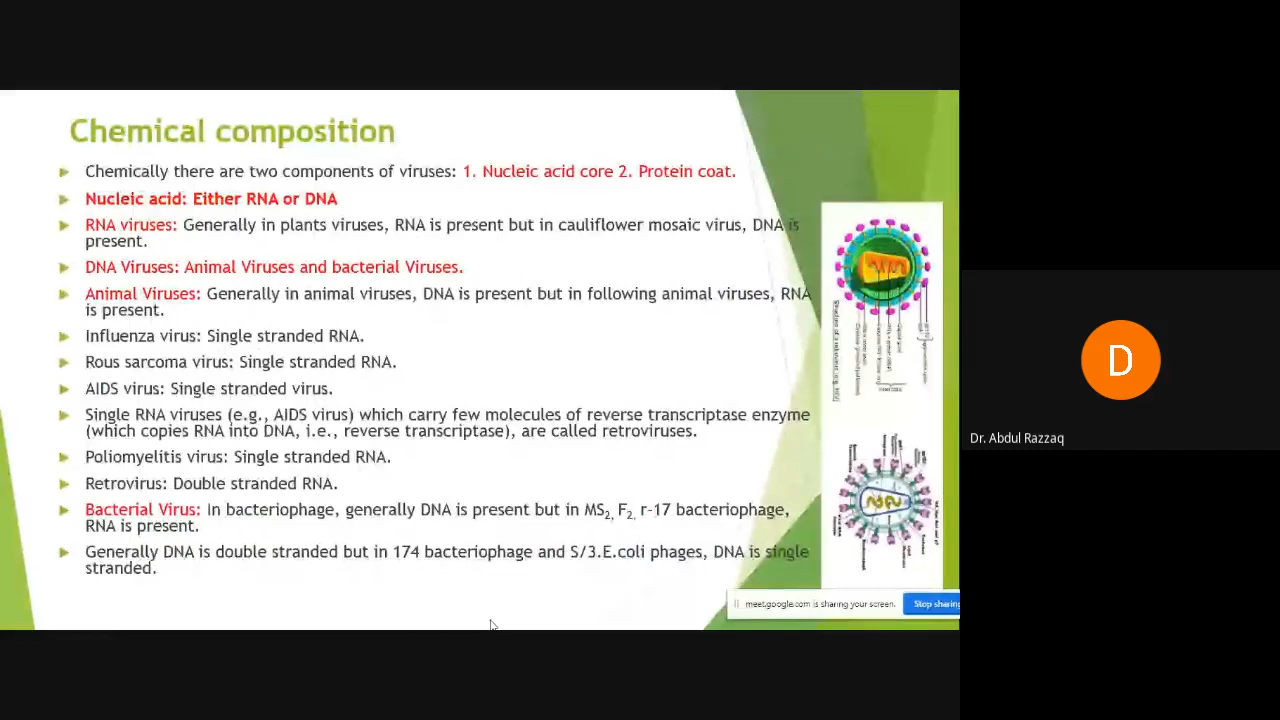 Chemical composition
Chemically there are two components of viruses: 1. Nucleic acid core 2. Protein coat.
Nucleic acid: Either RNA or DNA
RNA viruses: Generally in plants viruses, RNA is present but in cauliflower mosaic virus, DNA is
present.
DNA Viruses: Animal Viruses and bacterial Viruses.
Animal Viruses: Generally in animal viruses, DNA is present but in following animal viruses, RNA
is present.
Influenza virus: Single stranded RNA.
Rous sarcoma virus: Single stranded RNA.
AIDS virus: Single stranded virus.
Single RNA viruses (e.g., AIDS virus) which carry few molecules of reverse transcriptase enzyme
(which copies RNA into DNA, i.e., reverse transcriptase), are called retroviruses.
Poliomyelitis virus: Single stranded RNA.
Retrovirus: Double stranded RNA.
Bacterial Virus: In bacteriophage, generally DNA is present but in MS2, F2, r-17 bacteriophage,
RNA is present.
Generally DNA is double stranded but in 174 bacteriophage and S/3.E.coli phages, DNA is single
stranded.
meet.google.com is sharing your screen.
Stop sharing
D
Dr. Abdul Razzaq